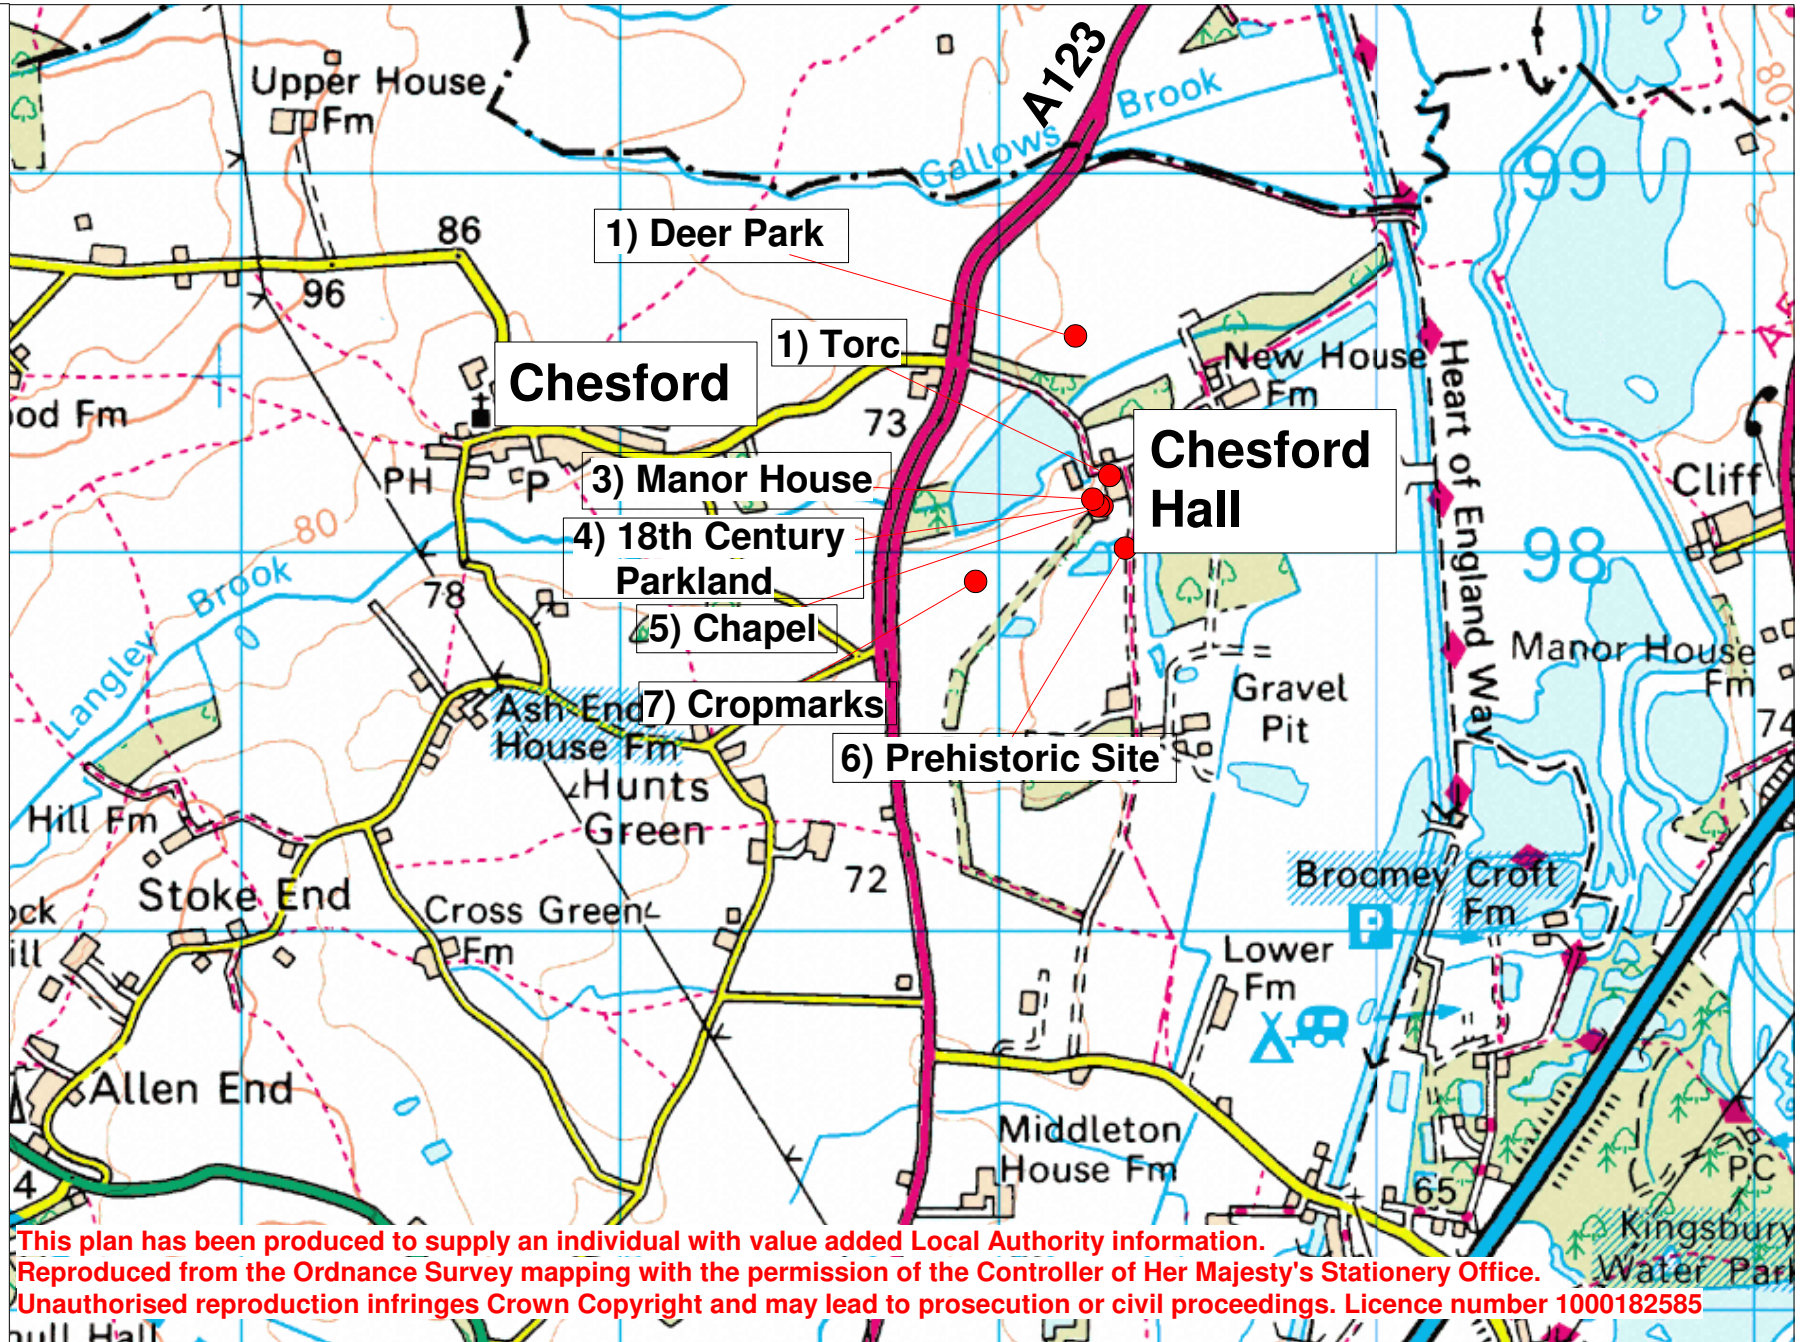 A123
Upper House
Fm
Brook
Gallows
99
80
86
1) Deer Park
96
1) Torc
New House
Fm
Chesford
Fm
73
Chesford
Hall
Heart of England Way
Cliff
PH
P
3) Manor House
80
4) 18th Century
Parkland
98
Langley Brook
78
5) Chapel
Manor House
Fm
Gravel
Pit
Ash End
House Fm
7) Cropmarks
74
6) Prehistoric Site
Hunts
Green
Hill Fm
72
Broomey Croft
Fm
Stoke End
Cross Green
Fm
Lower
Fm
Allen End
Middleton
House Fm
PC
4
65
Kingsbury
Water Park
This plan has been produced to supply an individual with value added Local Authority information.
Reproduced from the Ordnance Survey mapping with the permission of the Controller of Her Majesty's Stationery Office.
Unauthorised reproduction infringes Crown Copyright and may lead to prosecution or civil proceedings. Licence number 1000182585
Hall